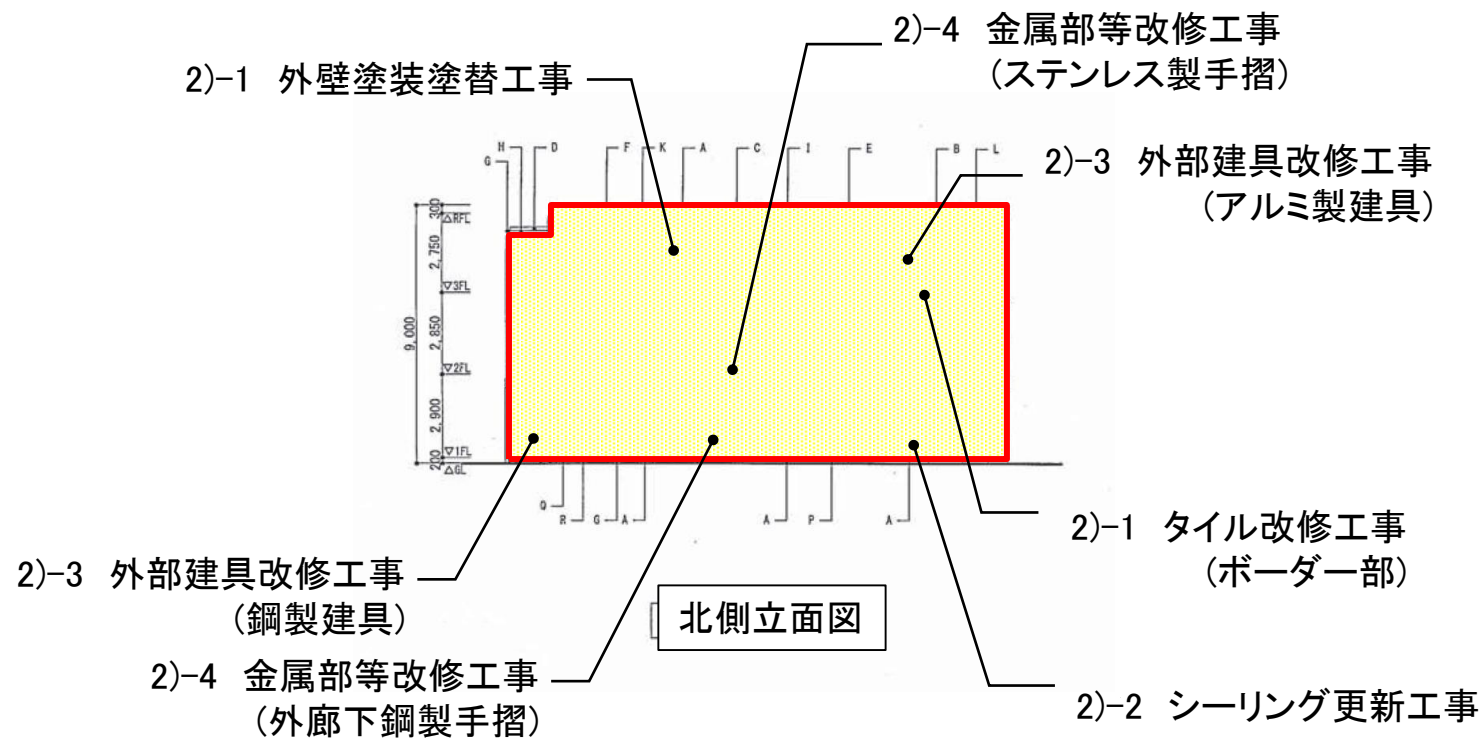 2)-4 金属部等改修工事
(ステンレス製手摺)
2)-1 外壁塗装塗替工事
2)-3 外部建具改修工事
(アルミ製建具)
H D F K A C I E B L
G
300
△RFL
2,750
▽3FL
9,000
2,850
▽2FL
2,900
▽1FL
200
△GL
Q R G A A P A
2)-1 タイル改修工事
(ボーダー部)
2)-3 外部建具改修工事
(鋼製建具)
北側立面図
2)-4 金属部等改修工事
(外廊下鋼製手摺)
2)-2 シーリング更新工事